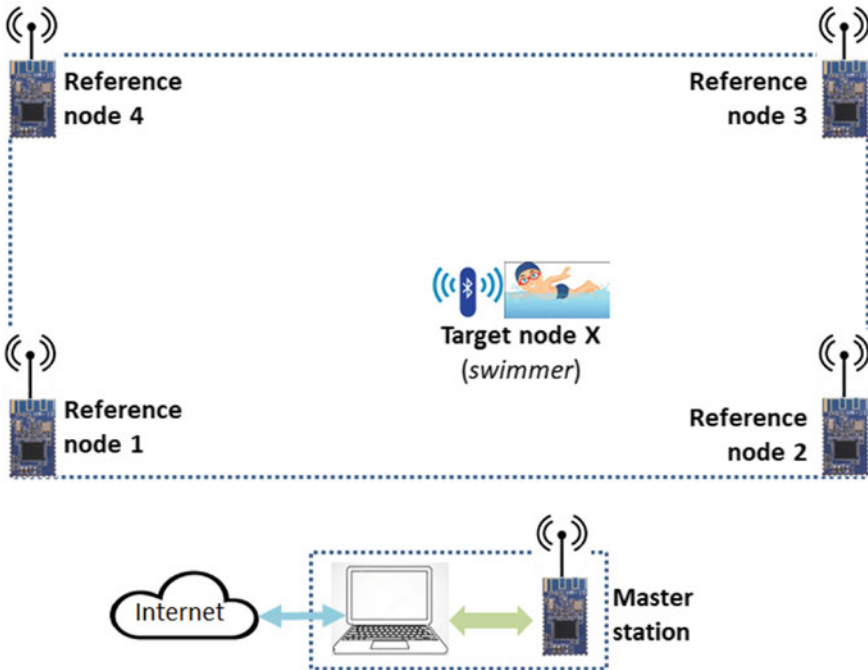 Reference
node 4
Reference
node 3
Target node X
(swimmer)
Reference
node 1
Reference
node 2
Internet
Master
station